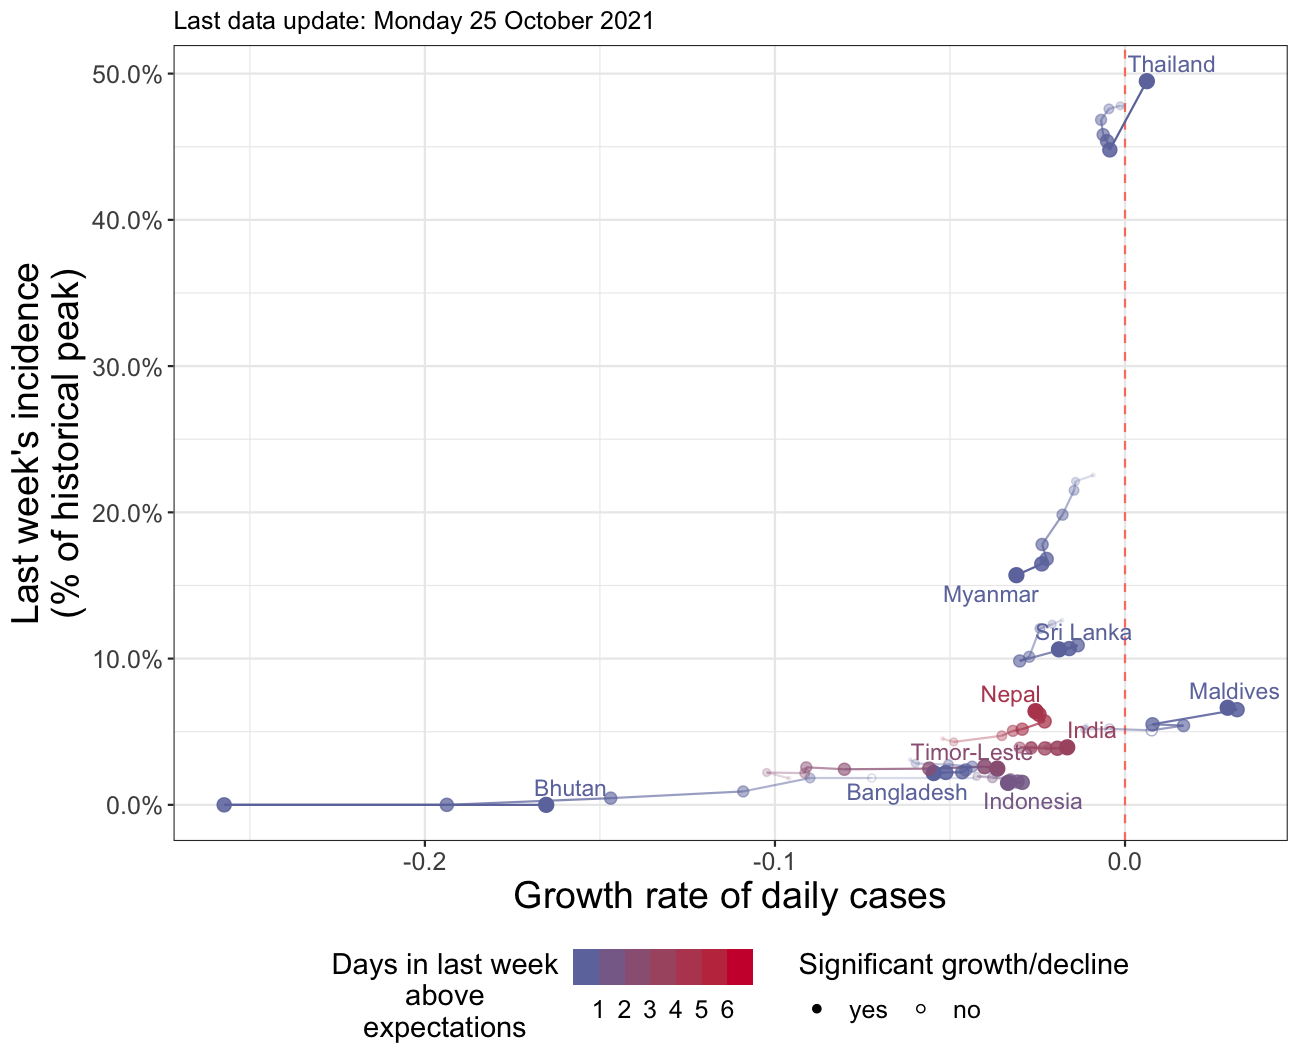 Last data update: Monday 25 October 2021
50.0%
40.0%
30.0%
20.0%
10.0%
0.0%
Last week's incidence
(% of historical peak)
Thailand
Myanmar
Sri Lanka
Nepal
Maldives
India
Timor-Leste
Bhutan
Bangladesh
Indonesia
-0.2
-0.1
0.0
Growth rate of daily cases
Days in last week
above
expectations
1 2 3 4 5 6
Significant growth/decline
yes
no